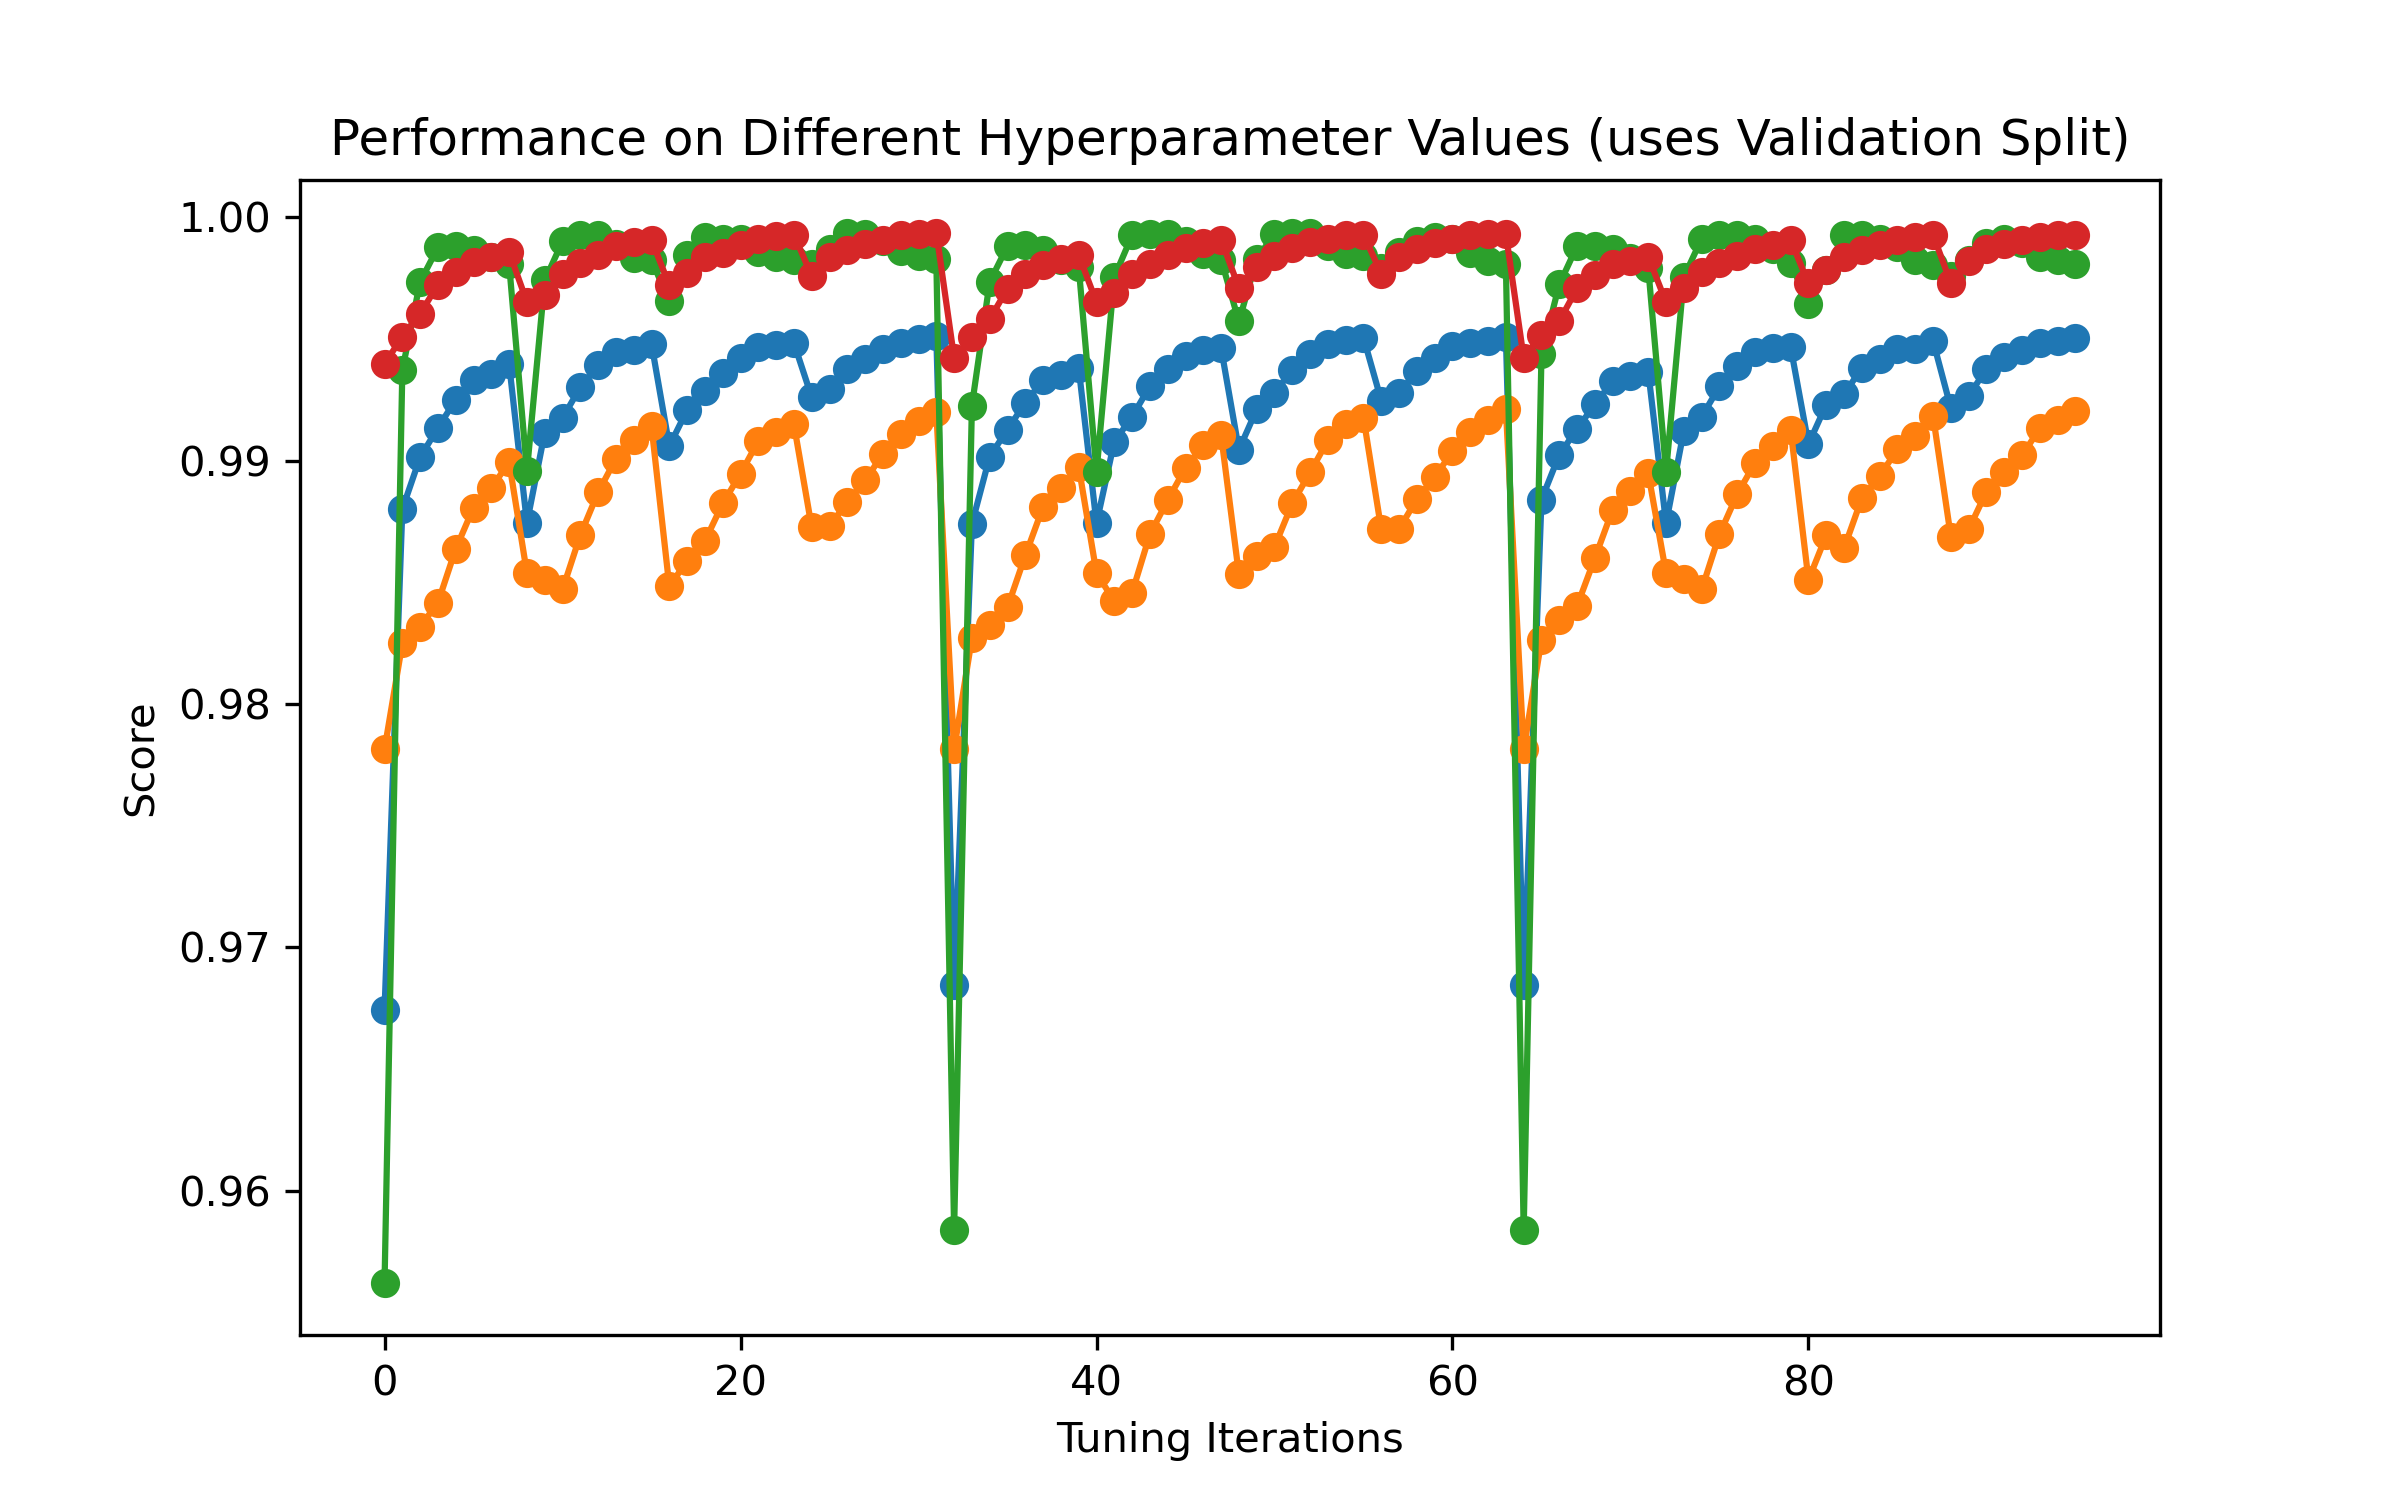 Performance on Different Hyperparameter Values (uses Validation Split)
1.00
0.99
0.98
0.97
0.96
Score
0 20 40 60 80
Tuning Iterations